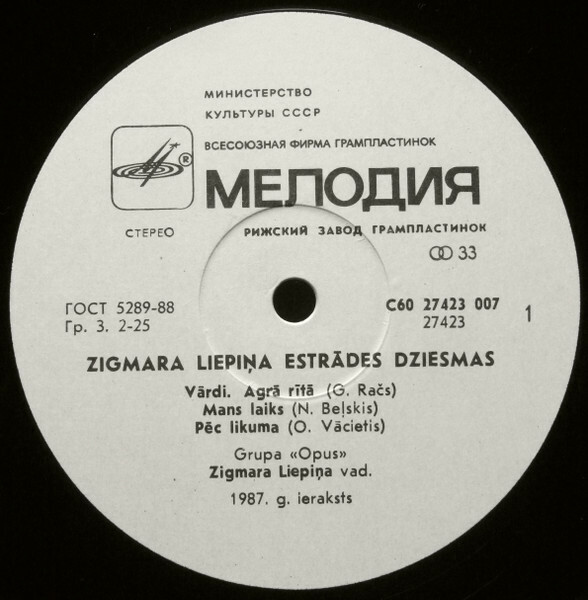 МИНИСТЕРСТВО
КУЛЬТУРЫ СССР
ВСЕСОЮЗНАЯ ФИРМА ГРАМПЛАСТИНОК
®
МЕЛОДИЯ
СТЕРЕО
РИЖСКИЙ ЗАВОД ГРАМПЛАСТИНОК
33
ГОСТ 5289-88
Гр. 3. 2-25
С60 27423 007
27423
1
ZIGMARA LIEPIŅA ESTRĀDES DZIESMAS
Vārdi. Agrā rītā (G. Račs)
Mans laiks (N. Beļskis)
Pēc likuma (O. Vācietis)
Grupa «Opus»
Zigmara Liepiņa vad.
1987. g. ieraksts